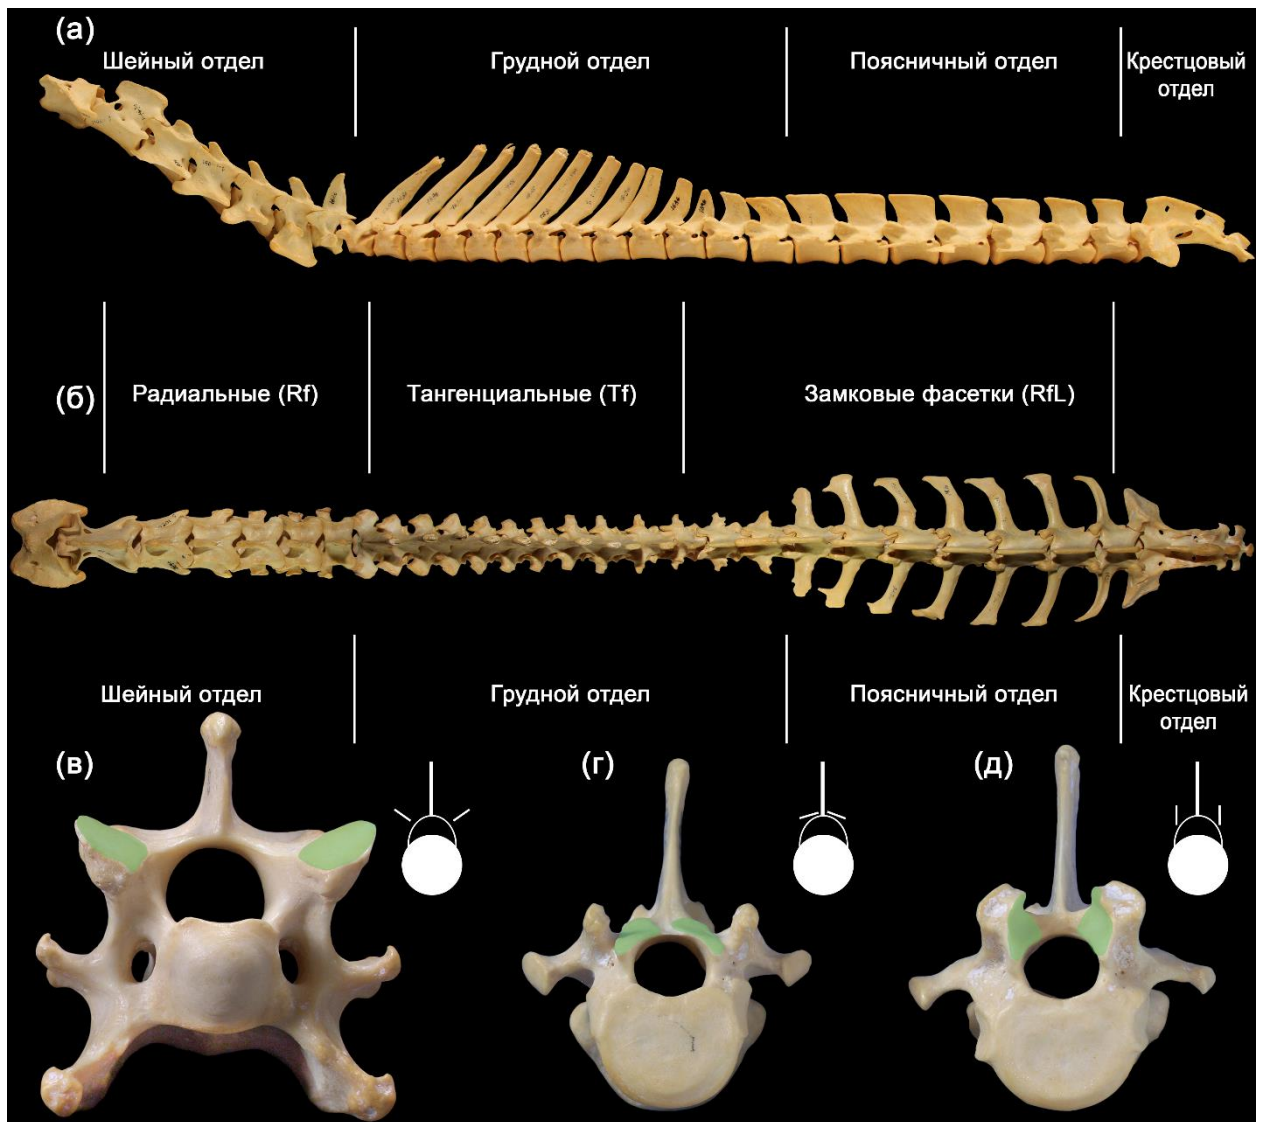 (а)
Шейный отдел
Грудной отдел
Поясничный отдел
Крестцовый
отдел
(б)
Радиальные (Rf)
Тангенциальные (Tf)
Замковые фасетки (RfL)
Шейный отдел
Грудной отдел
Поясничный отдел
Крестцовый
отдел
(в)
(г)
(д)